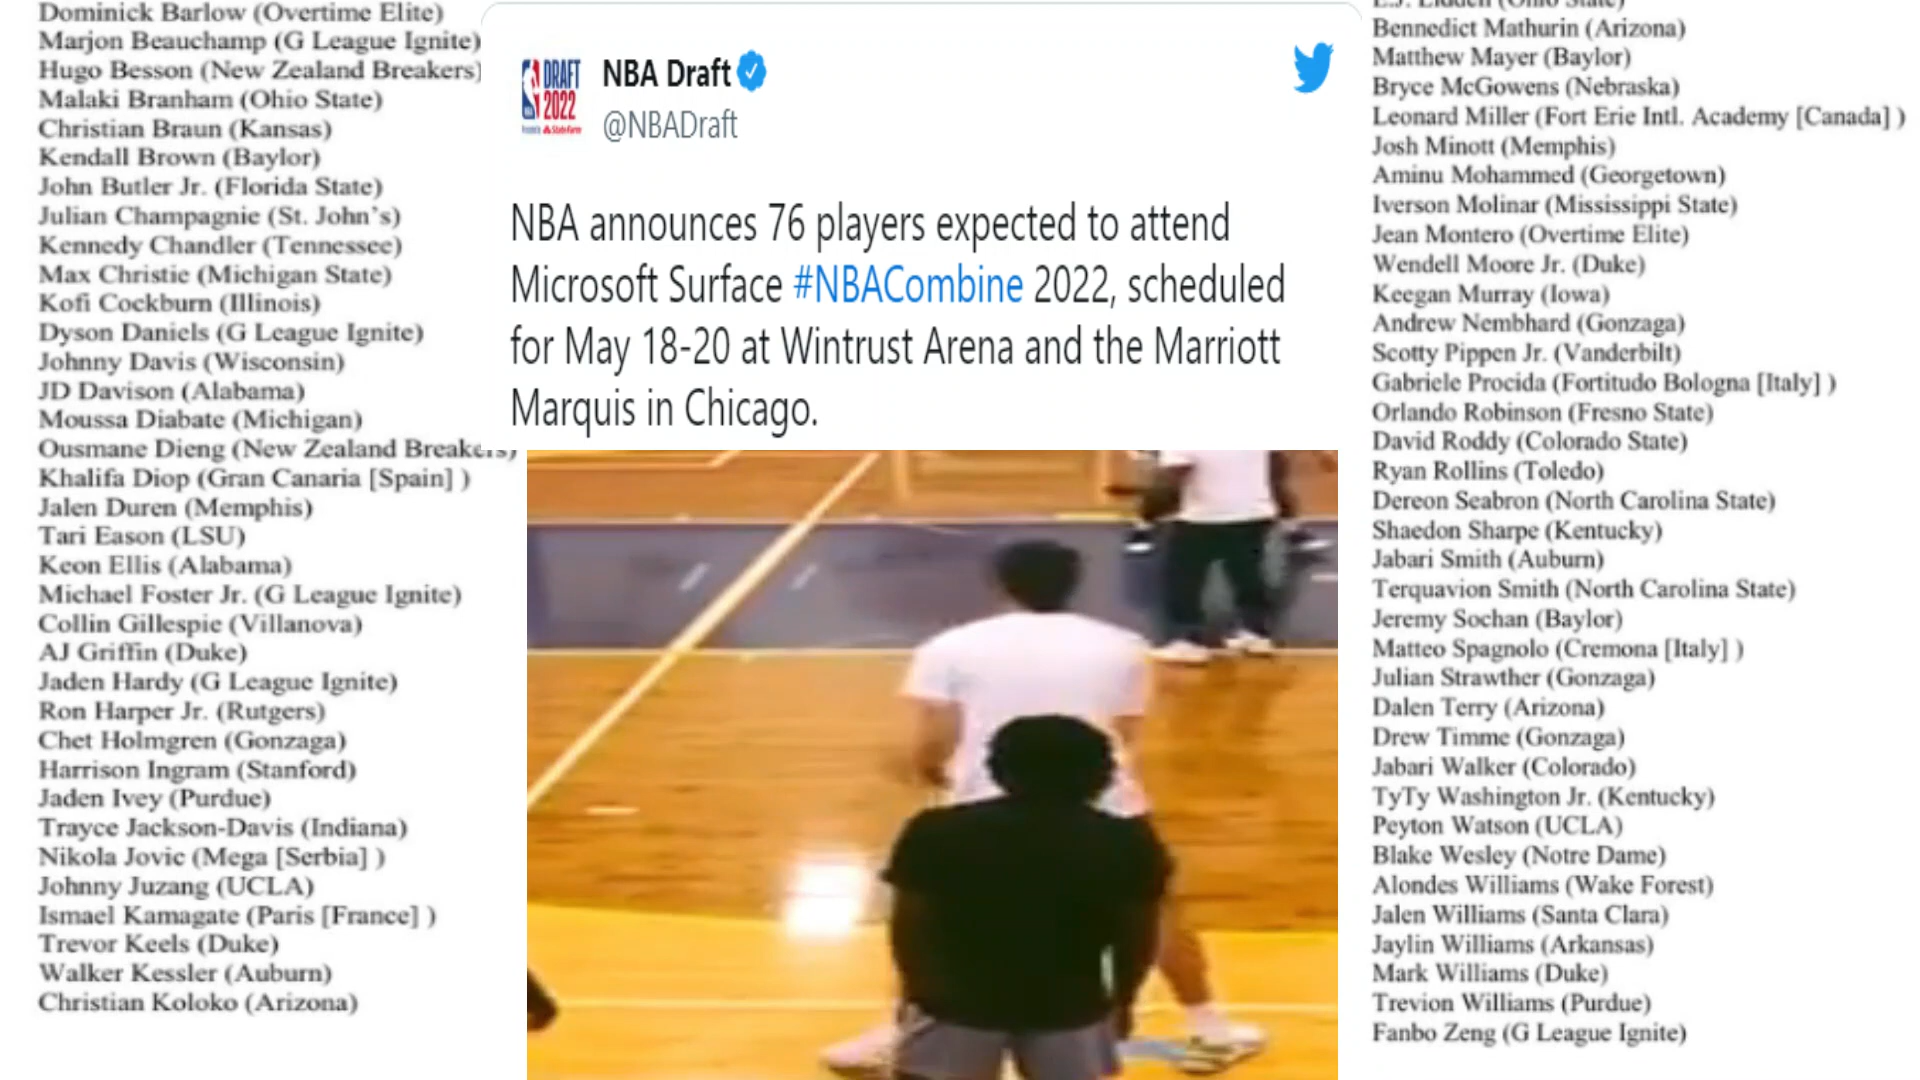 Dominick Barlow (Overtime Elite)
Marjon Beauchamp (G League Ignite)
Hugo Besson (New Zealand Breakers)
Malaki Branham (Ohio State)
Christian Braun (Kansas)
Kendall Brown (Baylor)
John Butler Jr. (Florida State)
Julian Champagnie (St. John's)
Kennedy Chandler (Tennessee)
Max Christie (Michigan State)
Kofi Cockburn (Illinois)
Dyson Daniels (G League Ignite)
Johnny Davis (Wisconsin)
JD Davison (Alabama)
Moussa Diabate (Michigan)
Ousmane Dieng (New Zealand Breakers)
Khalifa Diop (Gran Canaria [Spain] )
Jalen Duren (Memphis)
Tari Eason (LSU)
Keon Ellis (Alabama)
Michael Foster Jr. (G League Ignite)
Collin Gillespie (Villanova)
AJ Griffin (Duke)
Jaden Hardy (G League Ignite)
Ron Harper Jr. (Rutgers)
Chet Holmgren (Gonzaga)
Harrison Ingram (Stanford)
Jaden Ivey (Purdue)
Trayce Jackson-Davis (Indiana)
Nikola Jovic (Mega [Serbia] )
Johnny Juzang (UCLA)
Ismael Kamagate (Paris [France] )
Trevor Keels (Duke)
Walker Kessler (Auburn)
Christian Koloko (Arizona)
DRAFT
2022
NBA
State Farm
NBA Draft
@NBADraft
NBA announces 76 players expected to attend
Microsoft Surface #NBACombine 2022, scheduled
for May 18-20 at Wintrust Arena and the Marriott
Marquis in Chicago.
E.J. Liddell (Ohio State)
Bennedict Mathurin (Arizona)
Matthew Mayer (Baylor)
Bryce McGowens (Nebraska)
Leonard Miller (Fort Erie Intl. Academy [Canada] )
Josh Minott (Memphis)
Aminu Mohammed (Georgetown)
Iverson Molinar (Mississippi State)
Jean Montero (Overtime Elite)
Wendell Moore Jr. (Duke)
Keegan Murray (Iowa)
Andrew Nembhard (Gonzaga)
Scotty Pippen Jr. (Vanderbilt)
Gabriele Procida (Fortitudo Bologna [Italy] )
Orlando Robinson (Fresno State)
David Roddy (Colorado State)
Ryan Rollins (Toledo)
Dereon Seabron (North Carolina State)
Shaedon Sharpe (Kentucky)
Jabari Smith (Auburn)
Terquavion Smith (North Carolina State)
Jeremy Sochan (Baylor)
Matteo Spagnolo (Cremona [Italy] )
Julian Strawther (Gonzaga)
Dalen Terry (Arizona)
Drew Timme (Gonzaga)
Jabari Walker (Colorado)
TyTy Washington Jr. (Kentucky)
Peyton Watson (UCLA)
Blake Wesley (Notre Dame)
Alondes Williams (Wake Forest)
Jalen Williams (Santa Clara)
Jaylin Williams (Arkansas)
Mark Williams (Duke)
Trevion Williams (Purdue)
Fanbo Zeng (G League Ignite)